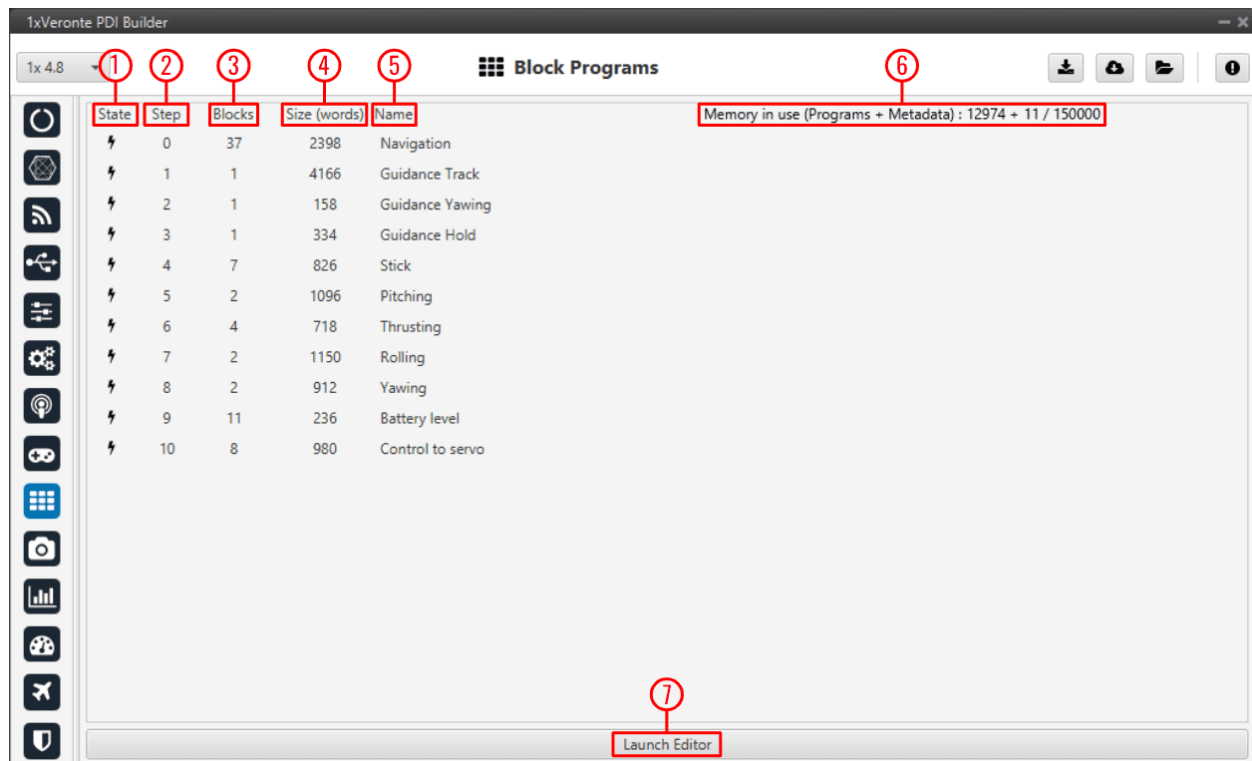 1xVeronte PDI Builder
1x 4.8 1 2 3 4 5 Block Programs 6
State Step Blocks Size (words) Name Memory in use (Programs + Metadata) : 12974 + 11 / 150000
0 37 2398 Navigation
1 1 4166 Guidance Track
2 1 158 Guidance Yawing
3 1 334 Guidance Hold
4 7 826 Stick
5 2 1096 Pitching
6 4 718 Thrusting
7 2 1150 Rolling
8 2 912 Yawing
9 11 236 Battery level
10 8 980 Control to servo
7
Launch Editor